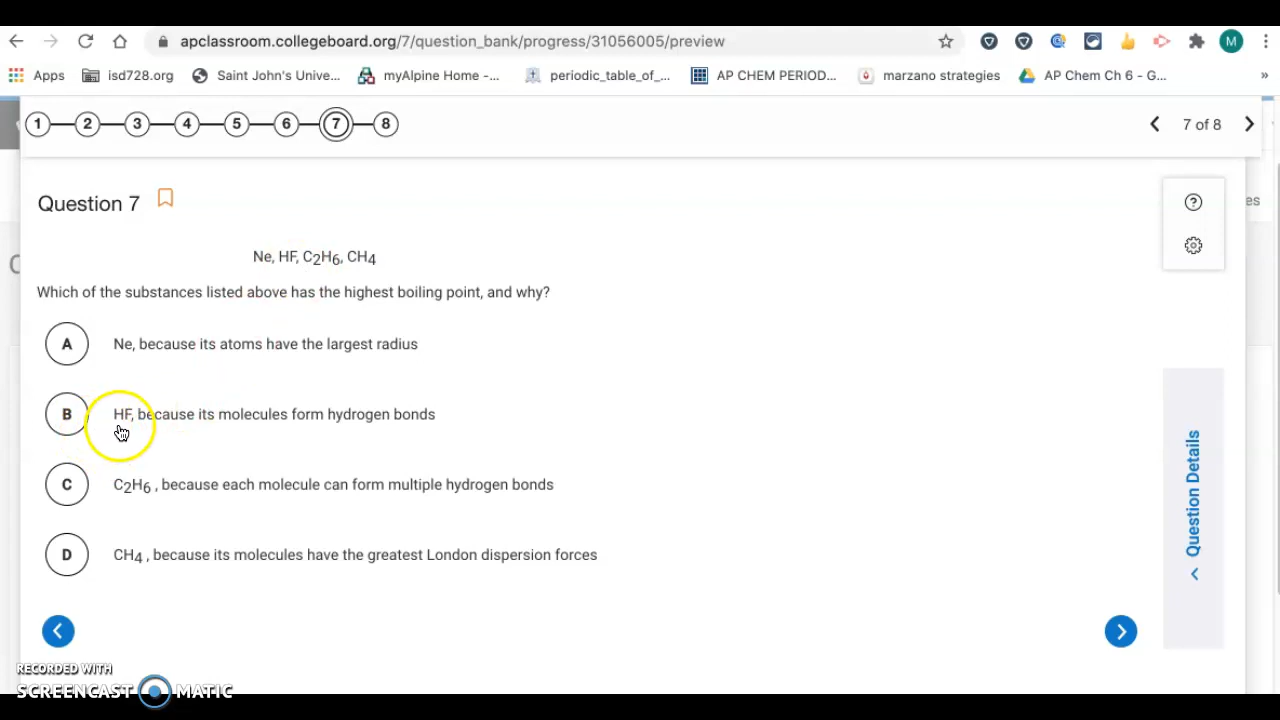 apclassroom.collegeboard.org/7/question_bank/progress/31056005/preview
M
Apps isd728.org Saint John's Unive... myAlpine Home -... periodic_table_of_... AP CHEM PERIOD... marzano strategies AP Chem Ch 6 - G... »
1 2 3 4 5 6 7 8 7 of 8
Question 7
?
es
Ne, HF, C2H6, CH4
Which of the substances listed above has the highest boiling point, and why?
A Ne, because its atoms have the largest radius
B HF, because its molecules form hydrogen bonds
C C2H6 , because each molecule can form multiple hydrogen bonds
D CH4 , because its molecules have the greatest London dispersion forces
Question Details
RECORDED WITH
SCREENCAST MATIC